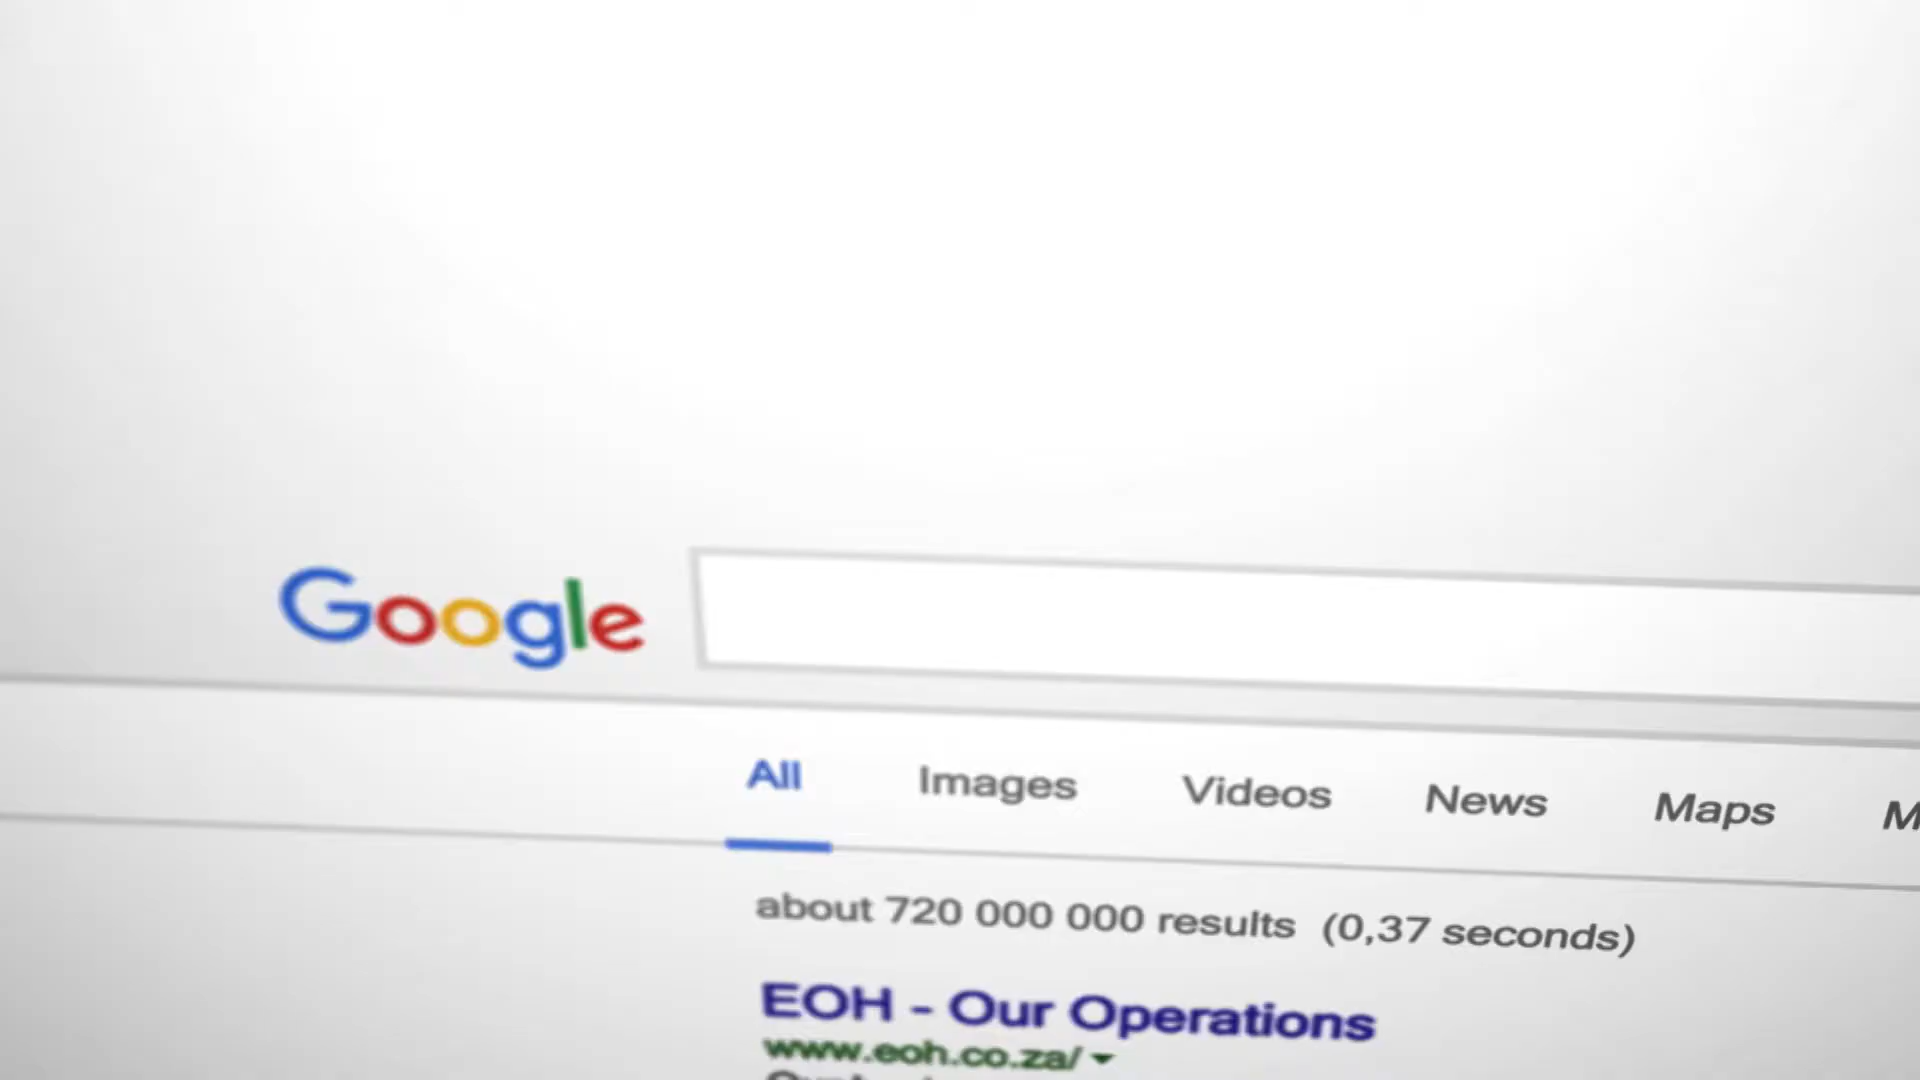 Google
All Images Videos News Maps
about 720 000 000 results (0,37 seconds)
EOH - Our Operations
www.eoh.co.za/